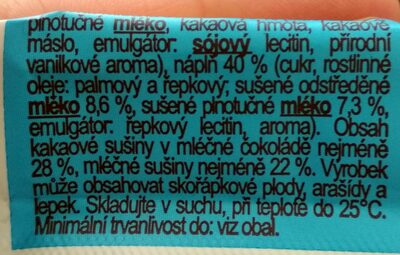 plnotučné mléko, kakaová hmota, kakaové
máslo, emulgátor: sójový lecitin, přírodní
vanilkové aroma), náplň 40 % (cukr, rostlinné
oleje: palmový a řepkový, sušené odstředěné
mléko 8,6 %, sušené plnotučné mléko 7,3 %,
emulgátor: řepkový lecitin, aroma). Obsah
kakaové sušiny v mléčné čokoládě nejméně
28 %, mléčné sušiny nejméně 22 %. Výrobek
může obsahovat skořápkové plody, arašídy a
lepek. Skladujte v suchu, při teplotě do 25°C.
Minimální trvanlivost do: viz obal.